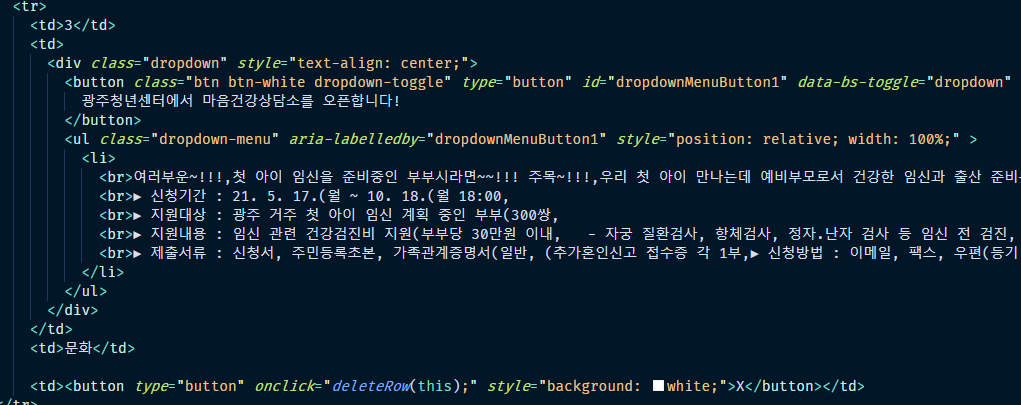 <tr>
<td>3</td>
<td>
<div class="dropdown" style="text-align: center;">
<button class="btn btn-white dropdown-toggle" type="button" id="dropdownMenuButton1" data-bs-toggle="dropdown"
광주청년센터에서 마음건강상담소를 오픈합니다!
</button>
<ul class="dropdown-menu" aria-labelledby="dropdownMenuButton1" style="position: relative; width: 100%;" >
<li>
<br>여러부운~!!!,첫 아이 임신을 준비중인 부부시라면~~!!! 주목~!!!,우리 첫 아이 만나는데 예비부모로서 건강한 임신과 출산 준비
<br>▶ 신청기간 : 21. 5. 17.(월 ~ 10. 18.(월 18:00,
<br>▶ 지원대상 : 광주 거주 첫 아이 임신 계획 중인 부부(300쌍,
<br>▶ 지원내용 : 임신 관련 건강검진비 지원(부부당 30만원 이내,   - 자궁 질환검사, 항체검사, 정자.난자 검사 등 임신 전 검진,
<br>▶ 제출서류 : 신청서, 주민등록초본, 가족관계증명서(일반, (추가혼인신고 접수증 각 1부,▶ 신청방법 : 이메일, 팩스, 우편(등기
</li>
</ul>
</div>
</td>
<td>문화</td>
<td><button type="button" onclick="deleteRow(this);" style="background: white;">X</button></td>
</tr>